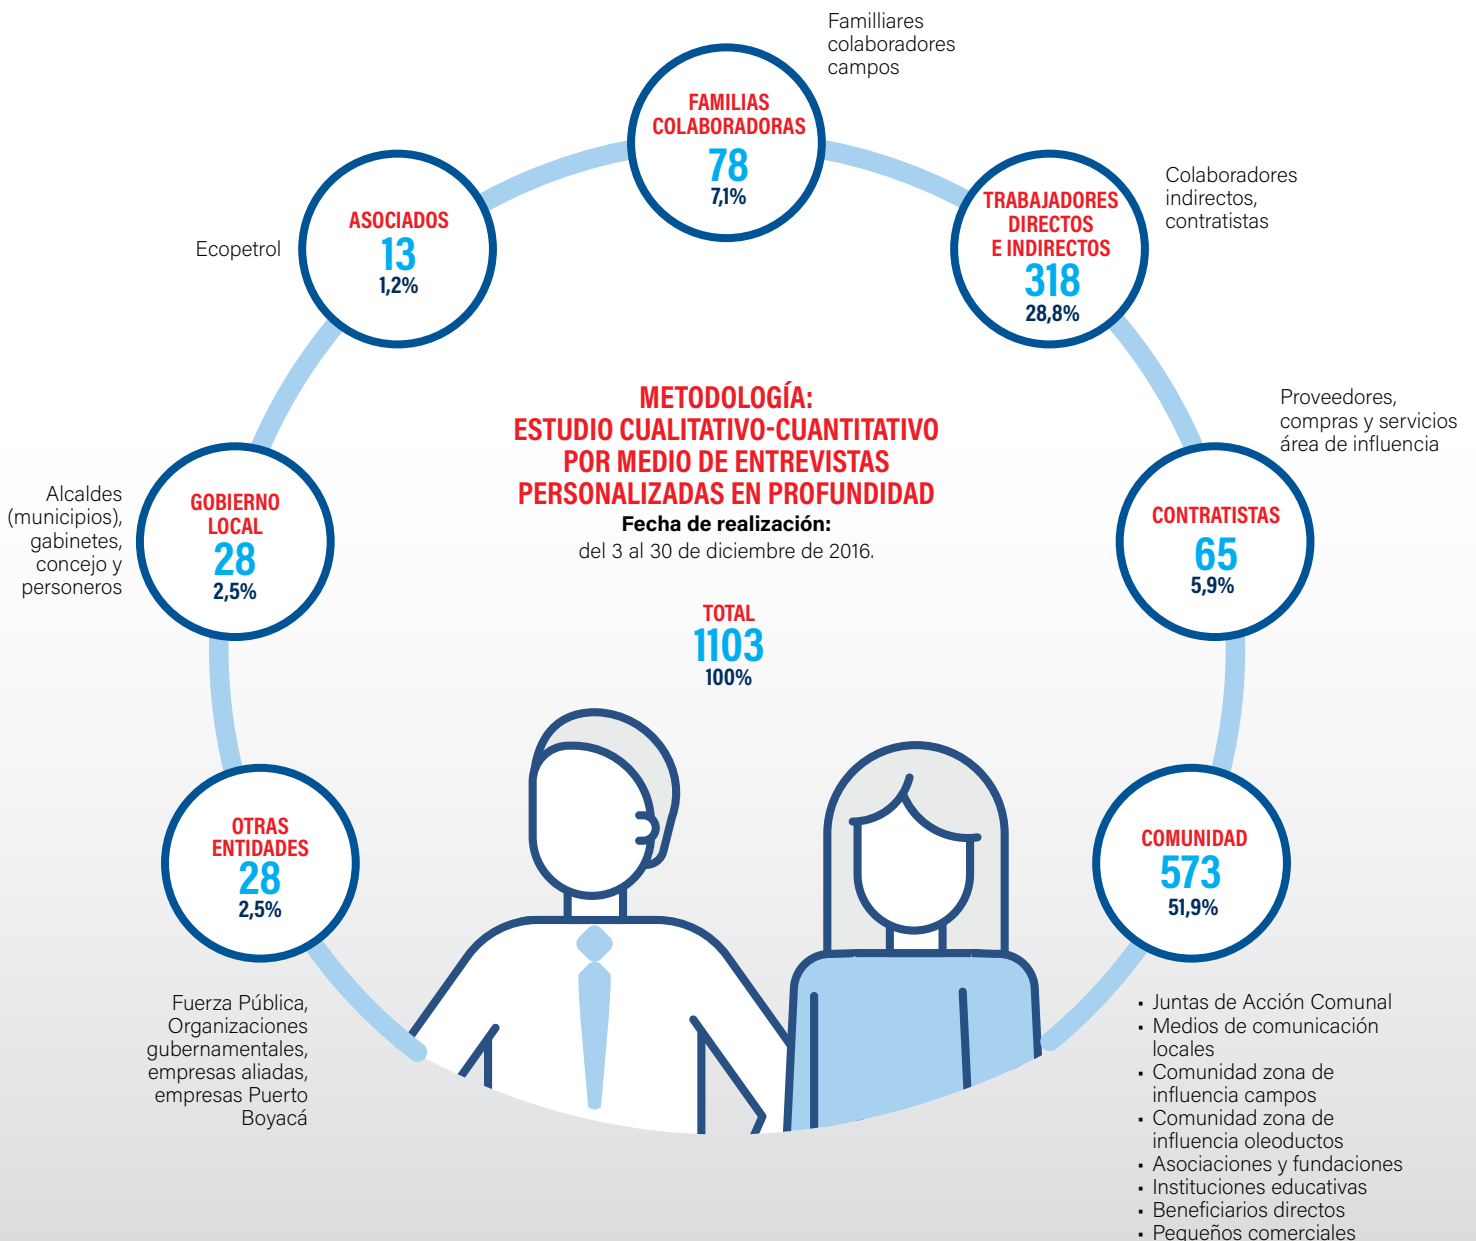 Familliares
colaboradores
campos
FAMILIAS
COLABORADORAS
78
7,1%
Colaboradores
indirectos,
contratistas
TRABAJADORES
DIRECTOS
E INDIRECTOS
318
28,8%
Ecopetrol
ASOCIADOS
13
1,2%
Proveedores,
compras y servicios
área de influencia
CONTRATISTAS
65
5,9%
METODOLOGÍA:
ESTUDIO CUALITATIVO-CUANTITATIVO
POR MEDIO DE ENTREVISTAS
PERSONALIZADAS EN PROFUNDIDAD
Fecha de realización:
del 3 al 30 de diciembre de 2016.
TOTAL
1103
100%
Alcaldes
(municipios),
gabinetes,
concejo y
personeros
GOBIERNO
LOCAL
28
2,5%
OTRAS
ENTIDADES
28
2,5%
Fuerza Pública,
Organizaciones
gubernamentales,
empresas aliadas,
empresas Puerto
Boyacá
COMUNIDAD
573
51,9%
• Juntas de Acción Comunal
• Medios de comunicación
locales
• Comunidad zona de
influencia campos
• Comunidad zona de
influencia oleoductos
• Asociaciones y fundaciones
• Instituciones educativas
• Beneficiarios directos
• Pequeños comerciales